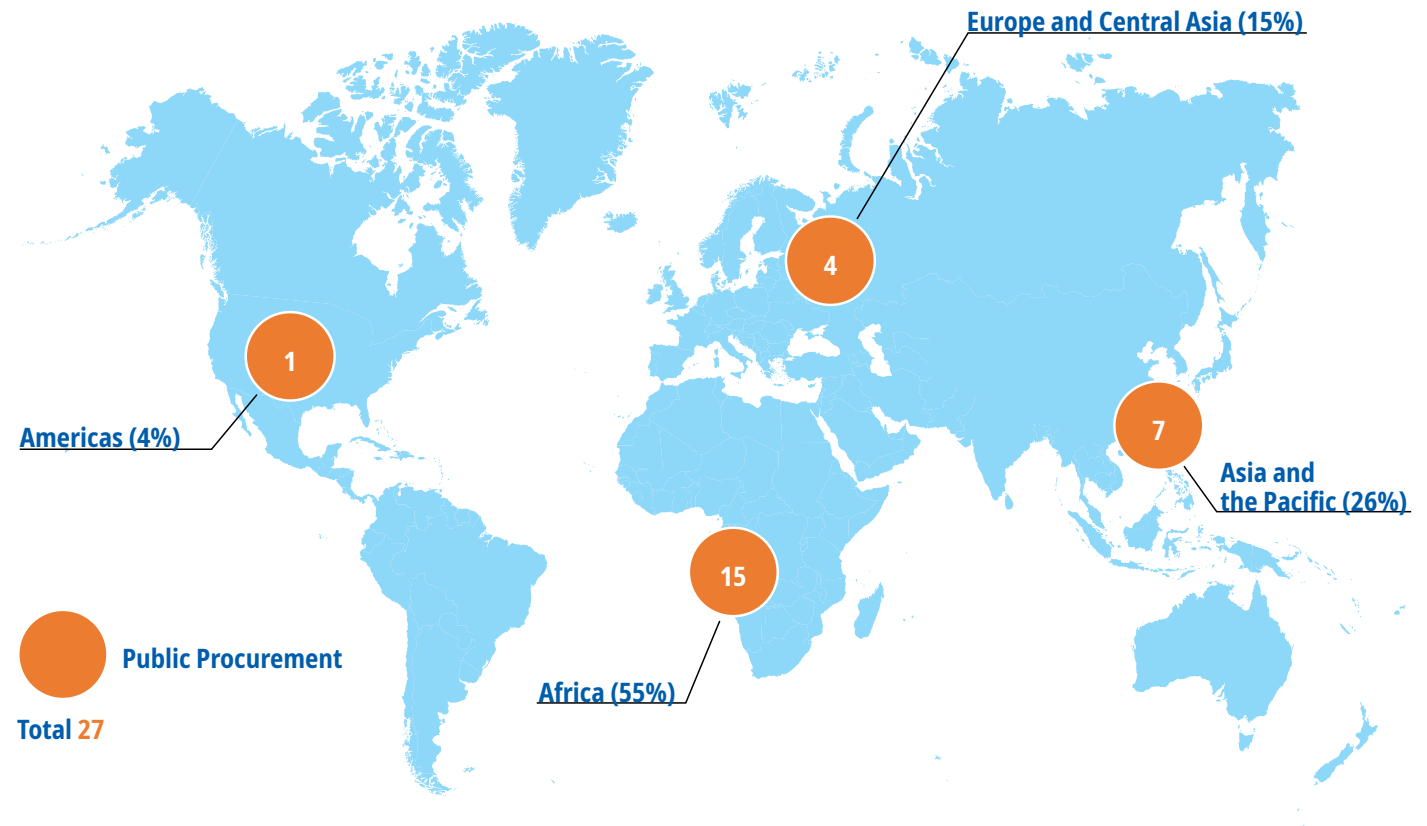 Europe and Central Asia (15%)
4
1
Americas (4%)
7
Asia and
the Pacific (26%)
15
Africa (55%)
Public Procurement
Total 27